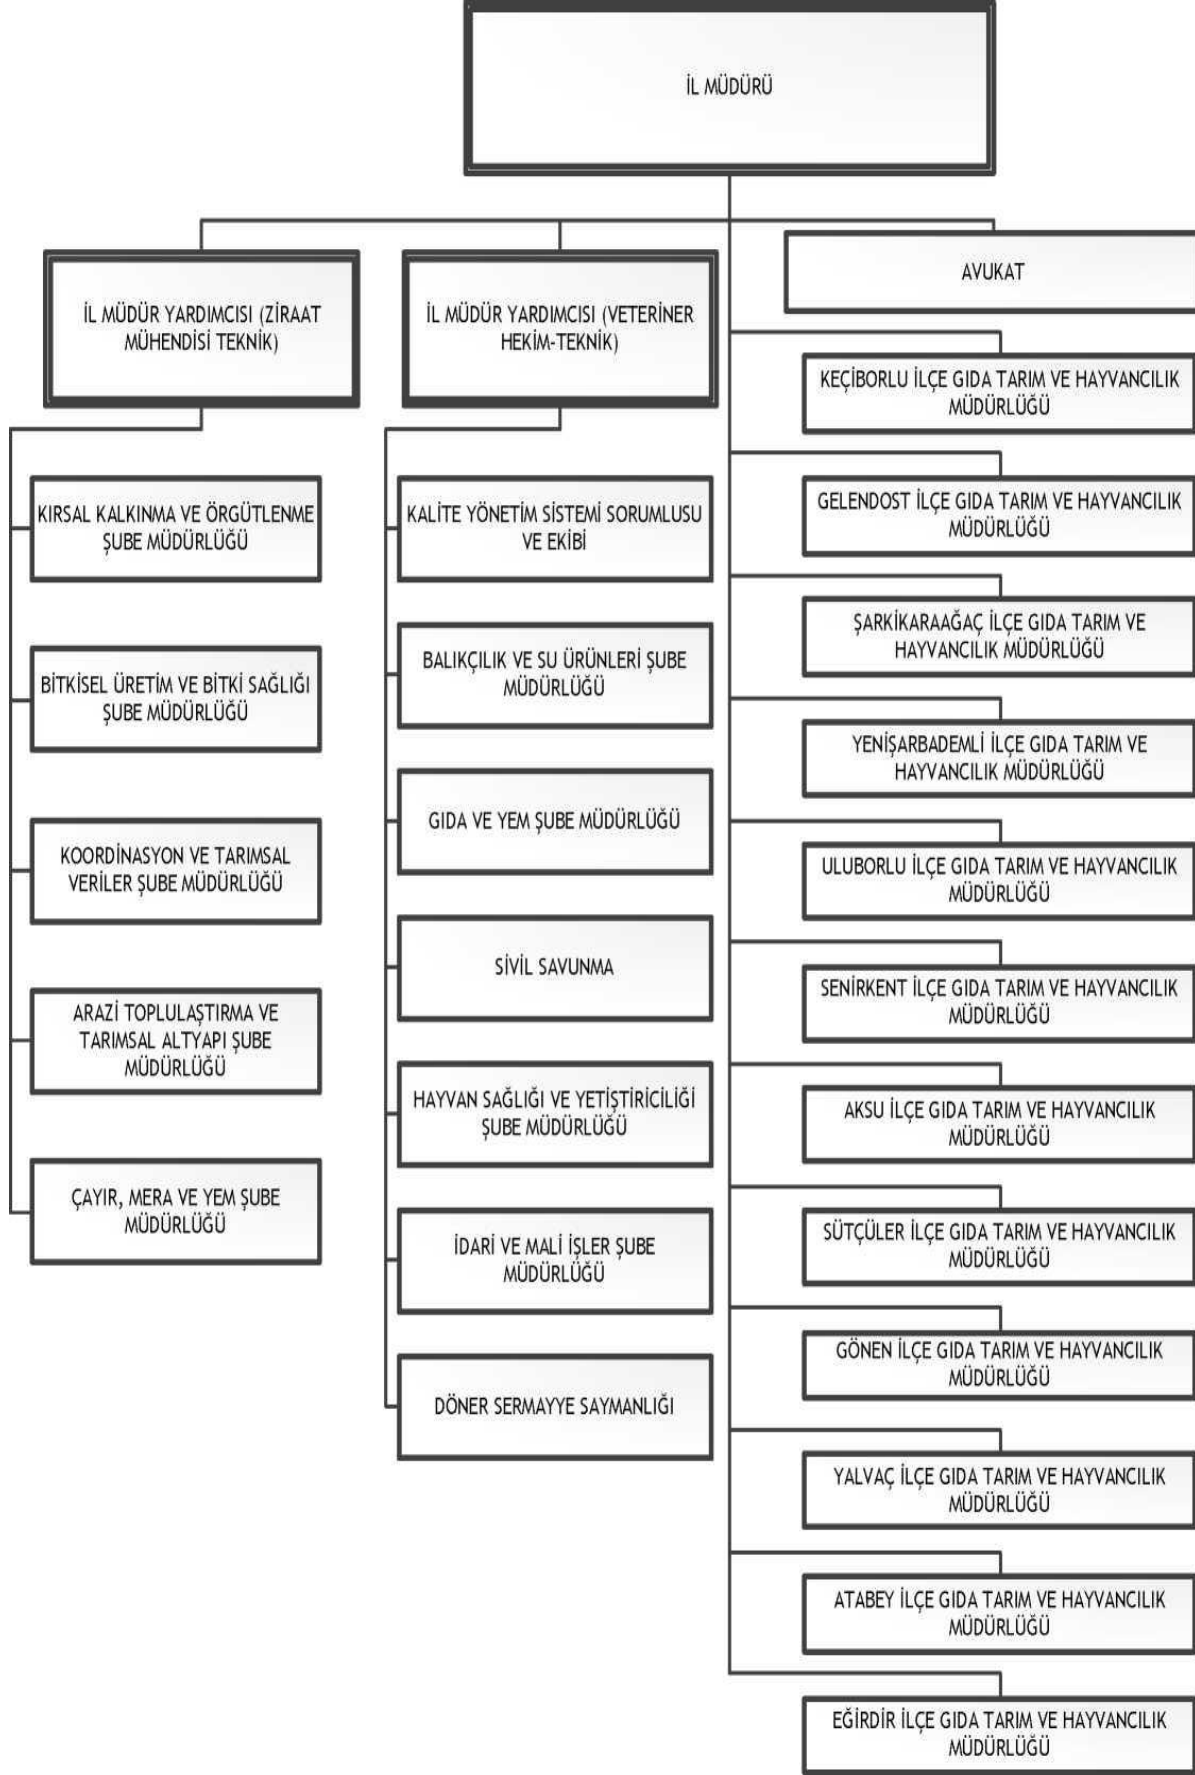 İL MÜDÜRÜ
İL MÜDÜR YARDIMCISI (ZİRAAT
MÜHENDİSİ TEKNİK)
KIRSAL KALKINMA VE ÖRGÜTLENME
ŞUBE MÜDÜRLÜĞÜ
BİTKİSEL ÜRETİM VE BİTKİ SAĞLIĞI
ŞUBE MÜDÜRLÜĞÜ
KOORDİNASYON VE TARIMSAL
VERİLER ŞUBE MÜDÜRLÜĞÜ
ARAZİ TOPLULAŞTIRMA VE
TARIMSAL ALTYAPI ŞUBE
MÜDÜRLÜĞÜ
ÇAYIR, MERA VE YEM ŞUBE
MÜDÜRLÜĞÜ
İL MÜDÜR YARDIMCISI (VETERİNER
HEKİM-TEKNİK)
KALİTE YÖNETİM SİSTEMİ SORUMLUSU
VE EKİBİ
BALIKÇILIK VE SU ÜRÜNLERİ ŞUBE
MÜDÜRLÜĞÜ
GIDA VE YEM ŞUBE MÜDÜRLÜĞÜ
SİVİL SAVUNMA
HAYVAN SAĞLIĞI VE YETİŞTİRİCİLİĞİ
ŞUBE MÜDÜRLÜĞÜ
İDARİ VE MALİ İŞLER ŞUBE
MÜDÜRLÜĞÜ
DÖNER SERMAYYE SAYMANLIĞI
AVUKAT
KEÇİBORLU İLÇE GIDA TARIM VE HAYVANCILIK
MÜDÜRLÜĞÜ
GELENDOST İLÇE GIDA TARIM VE HAYVANCILIK
MÜDÜRLÜĞÜ
ŞARKİKARAAĞAÇ İLÇE GIDA TARIM VE
HAYVANCILIK MÜDÜRLÜĞÜ
YENİŞARBADEMLİ İLÇE GIDA TARIM VE
HAYVANCILIK MÜDÜRLÜĞÜ
ULUBORLU İLÇE GIDA TARIM VE HAYVANCILIK
MÜDÜRLÜĞÜ
SENİRKENT İLÇE GIDA TARIM VE HAYVANCILIK
MÜDÜRLÜĞÜ
AKSU İLÇE GIDA TARIM VE HAYVANCILIK
MÜDÜRLÜĞÜ
SÜTÇÜLER İLÇE GIDA TARIM VE HAYVANCILIK
MÜDÜRLÜĞÜ
GÖNEN İLÇE GIDA TARIM VE HAYVANCILIK
MÜDÜRLÜĞÜ
YALVAÇ İLÇE GIDA TARIM VE HAYVANCILIK
MÜDÜRLÜĞÜ
ATABEY İLÇE GIDA TARIM VE HAYVANCILIK
MÜDÜRLÜĞÜ
EĞİRDİR İLÇE GIDA TARIM VE HAYVANCILIK
MÜDÜRLÜĞÜ